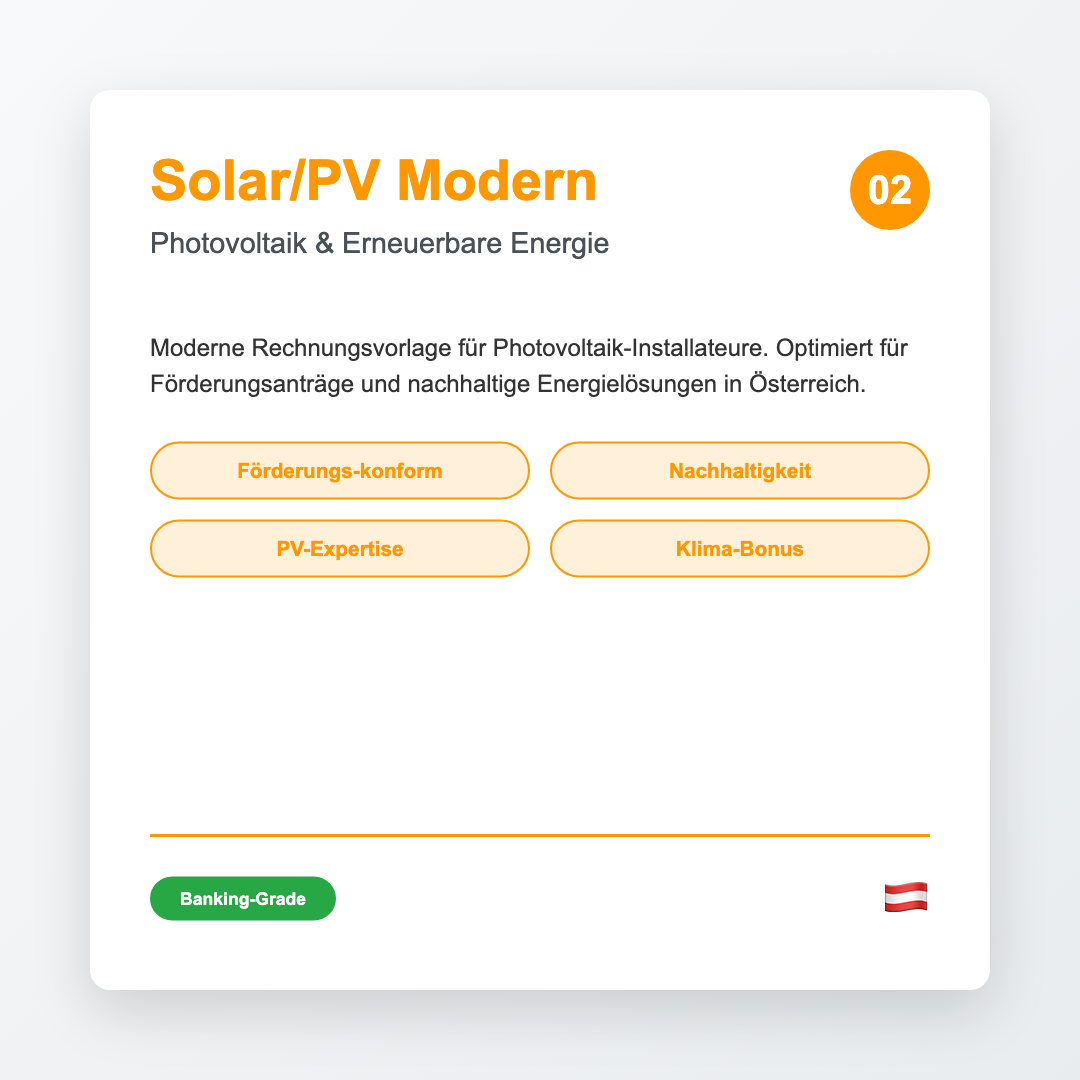 Solar/PV Modern
02
Photovoltaik & Erneuerbare Energie
Moderne Rechnungsvorlage für Photovoltaik-Installateure. Optimiert für
Förderungsanträge und nachhaltige Energielösungen in Österreich.
Förderungs-konform
Nachhaltigkeit
PV-Expertise
Klima-Bonus
Banking-Grade